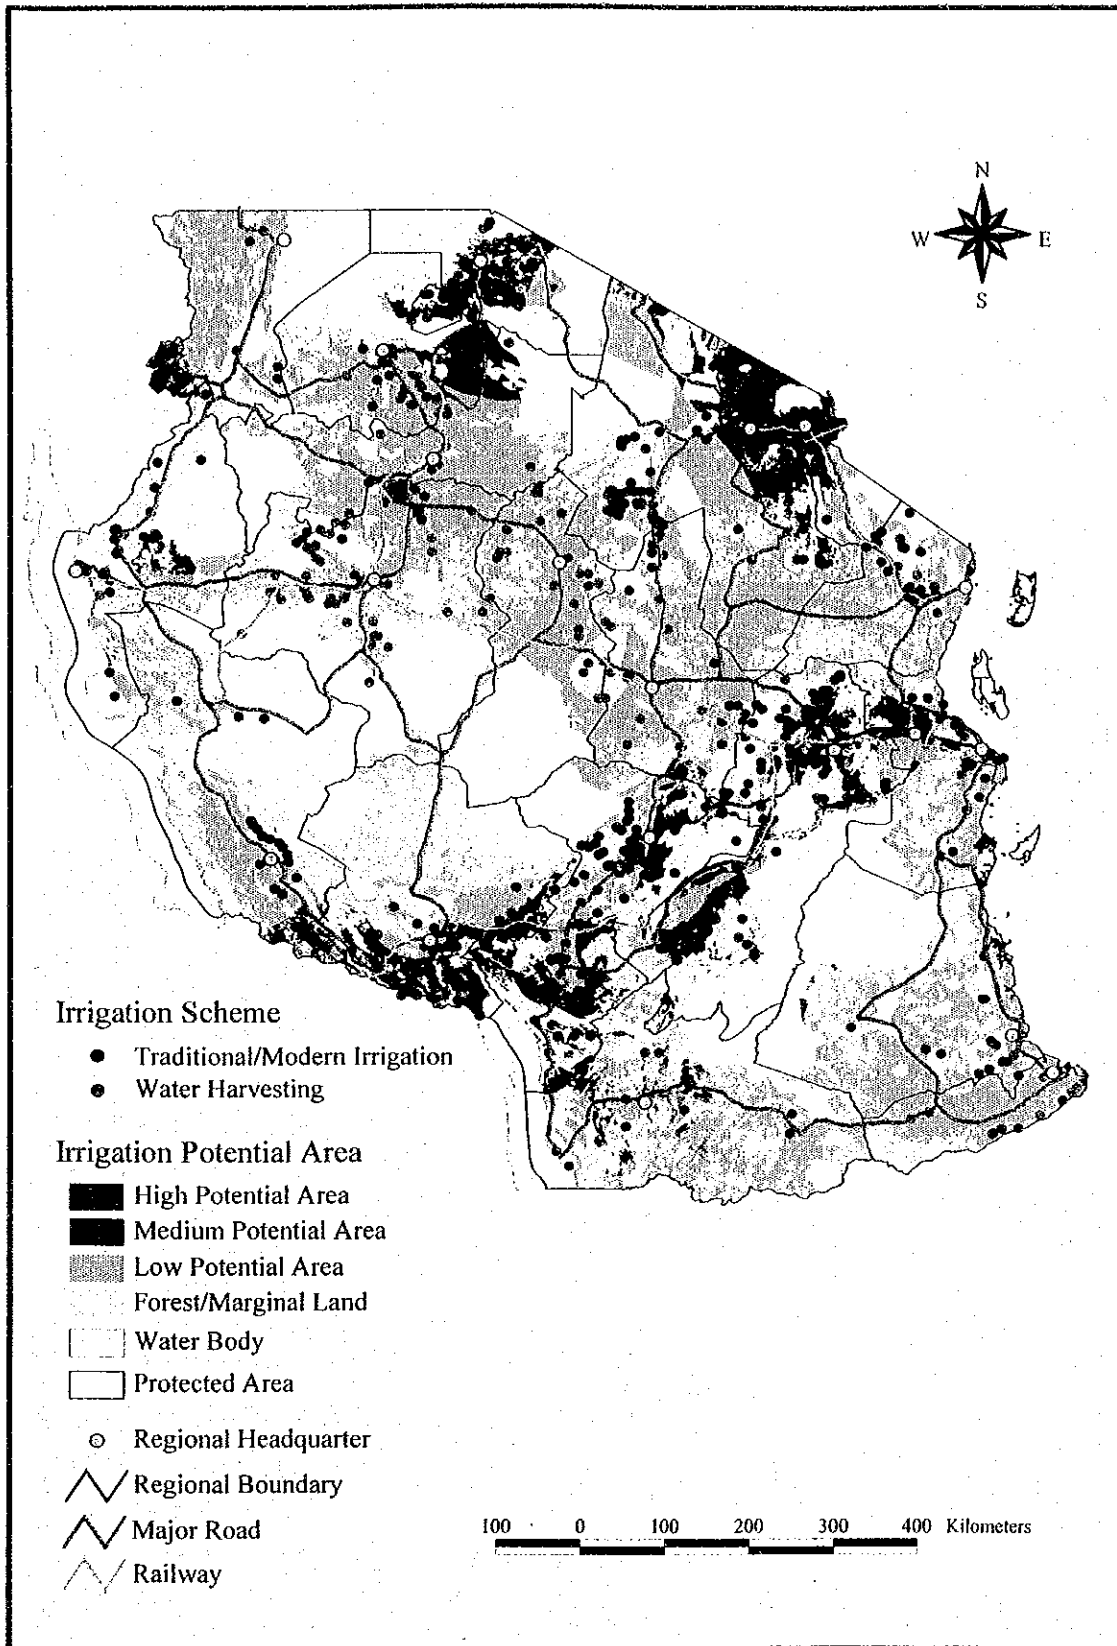 N
W
E
S
Irrigation Scheme
Traditional/Modern Irrigation
Water Harvesting
Irrigation Potential Area
High Potential Area
Medium Potential Area
Low Potential Area
Forest/Marginal Land
Water Body
Protected Area
Regional Headquarter
Regional Boundary
Major Road
Railway
100 0 100 200 300 400 Kilometers